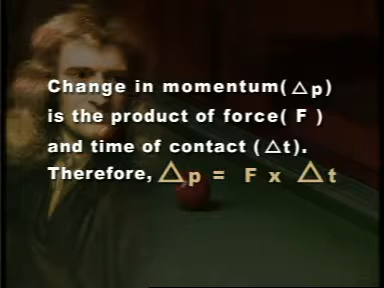 Change in momentum(△p)
is the product of force( F )
and time of contact (△t).
Therefore, △p = F x △t